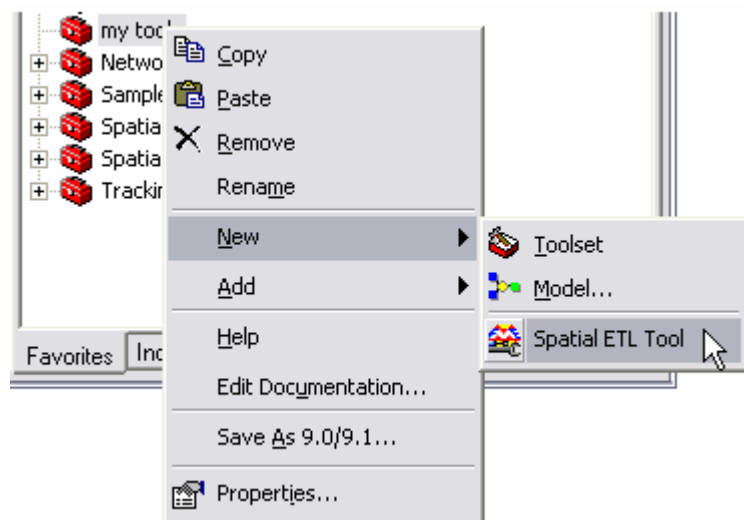 my tool
Netwo
Sample
Spatia
Spatia
Trackin
Copy
Paste
Remove
Rename
New
Add
Help
Edit Documentation...
Save As 9.0/9.1...
Properties...
Toolset
Model...
Spatial ETL Tool
Favorites
Ind